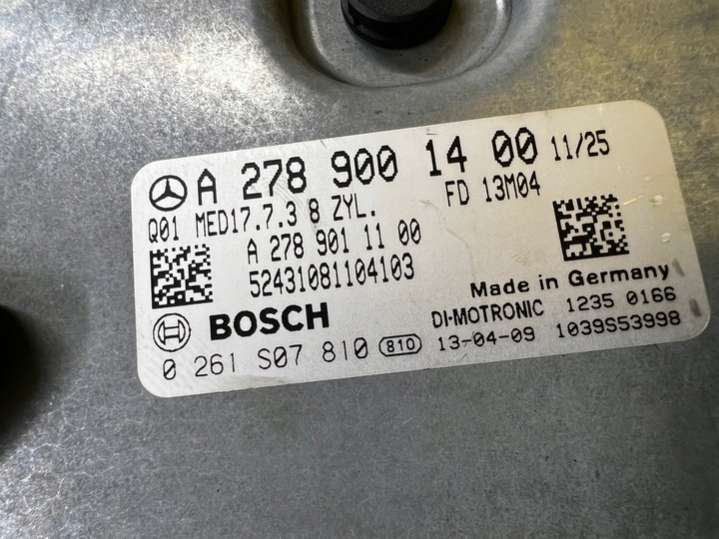 A 278 900 14 00 11/25
Q01 MED17.7.3 8 ZYL. FD 13M04
A 278 901 11 00
52431081104103
Made in Germany
BOSCH DI-MOTRONIC 1235 0166
0 261 S07 810 810 13-04-09 1039S53998